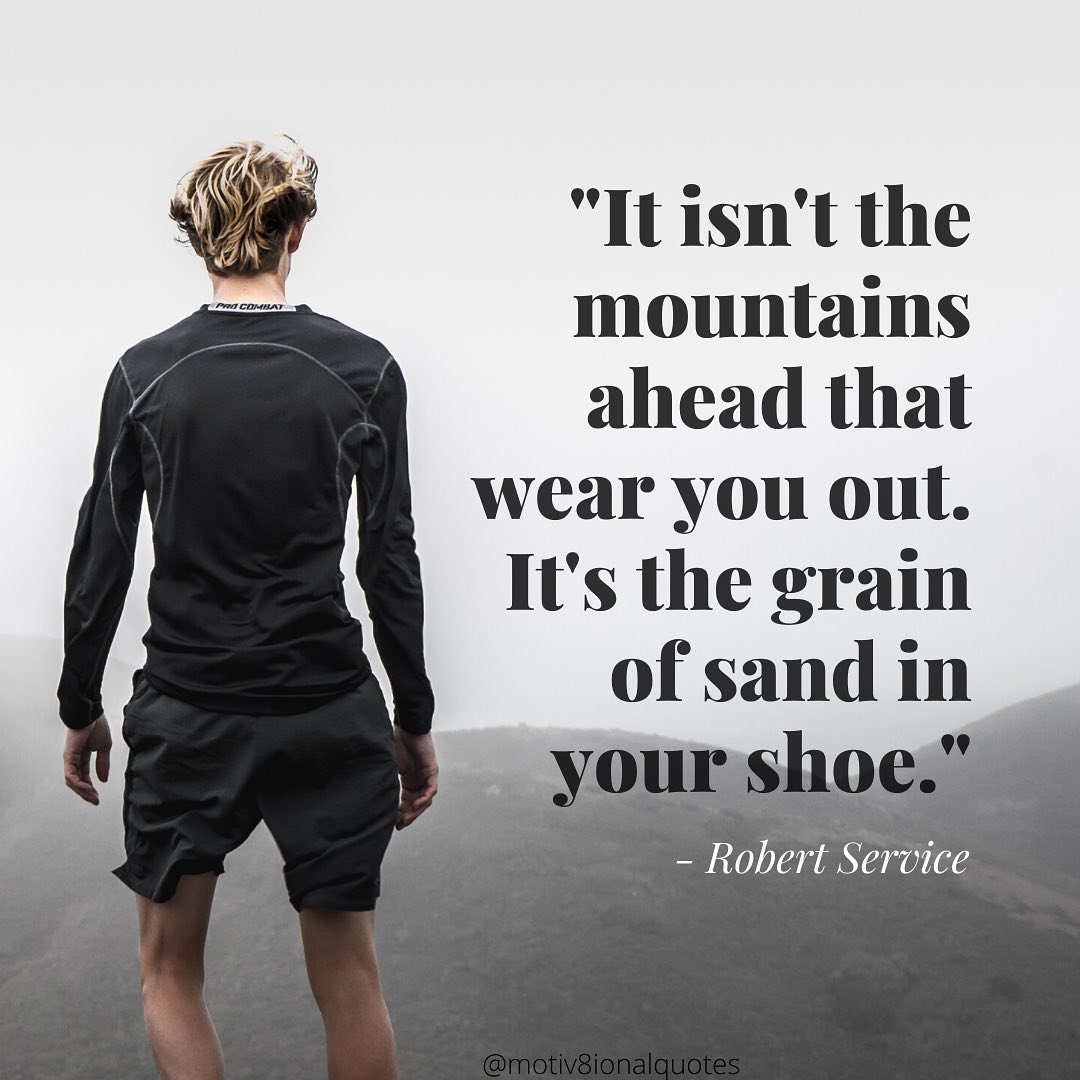 PRO COMBAT
"It isn't the
mountains
ahead that
wear you out.
It's the grain
of sand in
your shoe."
- Robert Service
@motiv8ionalquotes